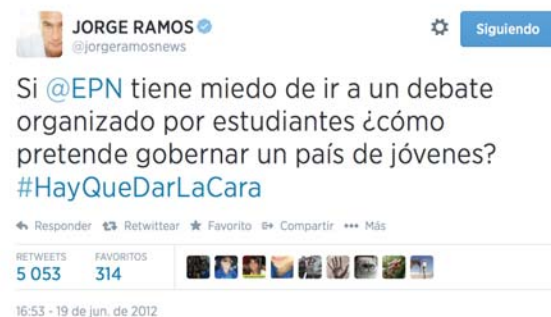 JORGE RAMOS
@jorgeramosnews
Siguiendo
Si @EPN tiene miedo de ir a un debate
organizado por estudiantes ¿cómo
pretende gobernar un país de jóvenes?
#HayQueDarLaCara
Responder Retwittear Favorito Compartir Más
RETWEETS FAVORITOS
5 053 314
16:53 - 19 de jun. de 2012